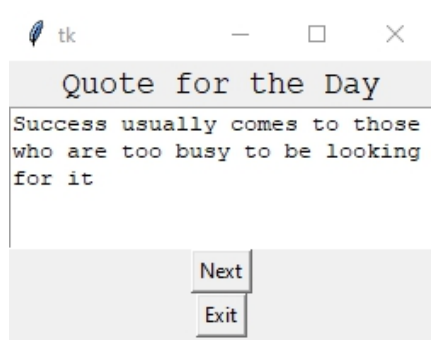 tk
Quote for the Day
Success usually comes to those
who are too busy to be looking
for it
Next
Exit